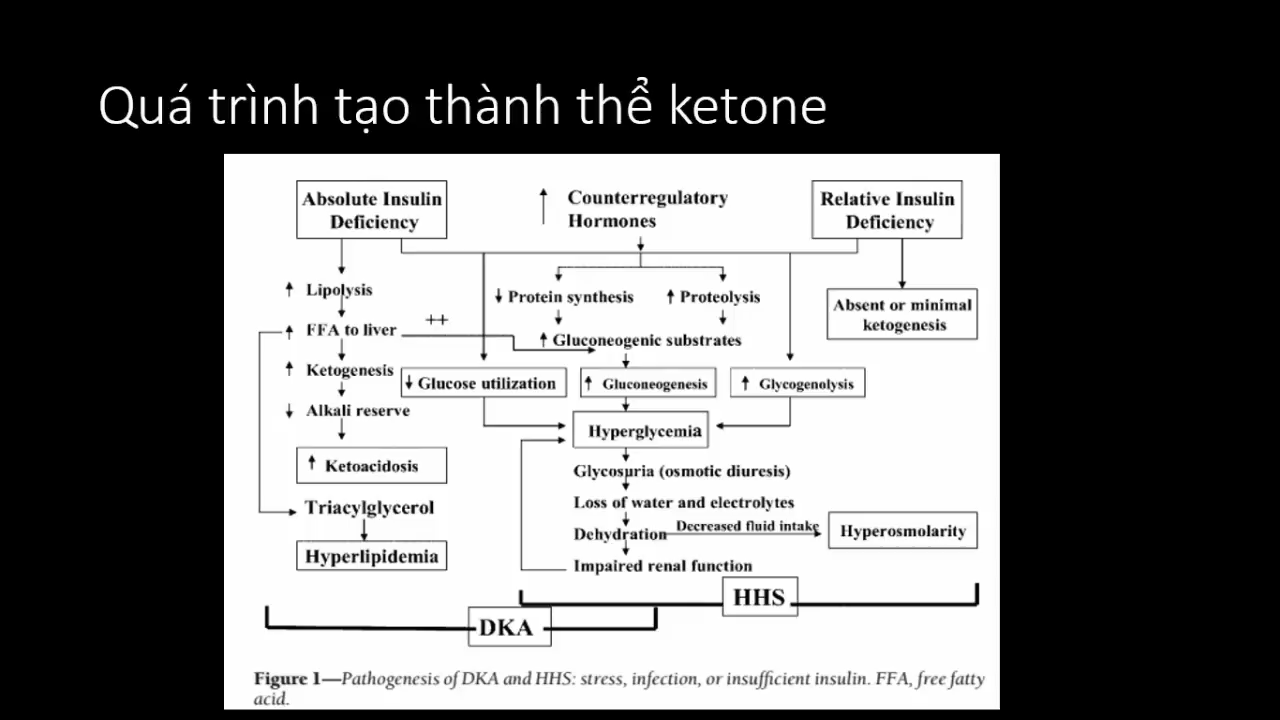 Quá trình tạo thành thể ketone
Absolute Insulin
Deficiency
↑ Counterregulatory
Hormones
Relative Insulin
Deficiency
↑ Lipolysis
↓ Protein synthesis
↑ Proteolysis
Absent or minimal
ketogenesis
↑ FFA to liver
++
↑ Gluconeogenic substrates
↑ Ketogenesis
↓ Glucose utilization
↑ Gluconeogenesis
↑ Glycogenolysis
↓ Alkali reserve
Hyperglycemia
↑ Ketoacidosis
Glycosuria (osmotic diuresis)
Triacylglycerol
Loss of water and electrolytes
Dehydration
Decreased fluid intake
Hyperosmolarity
Hyperlipidemia
Impaired renal function
HHS
DKA
Figure 1—Pathogenesis of DKA and HHS: stress, infection, or insufficient insulin. FFA, free fatty
acid.